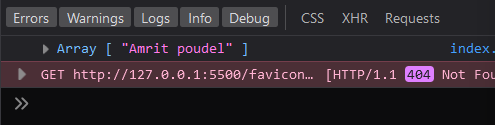 Errors Warnings Logs Info Debug CSS XHR Requests
Array [ "Amrit poudel" ] index.
GET http://127.0.0.1:5500/favicon… [HTTP/1.1 404 Not Fou